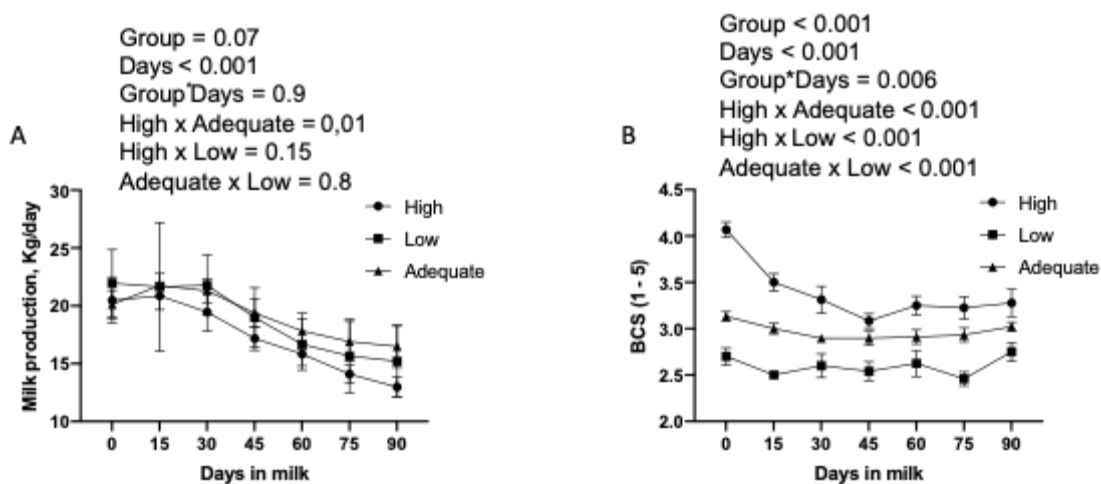 A
Group = 0.07
Days < 0.001
Group*Days = 0.9
High x Adequate = 0,01
High x Low = 0.15
Adequate x Low = 0.8
30
25
20
15
10
Milk production, Kg/day
High
Low
Adequate
0 15 30 45 60 75 90
Days in milk
B
Group < 0.001
Days < 0.001
Group*Days = 0.006
High x Adequate < 0.001
High x Low < 0.001
Adequate x Low < 0.001
4.5
4.0
3.5
3.0
2.5
2.0
BCS (1 - 5)
High
Low
Adequate
0 15 30 45 60 75 90
Days in milk